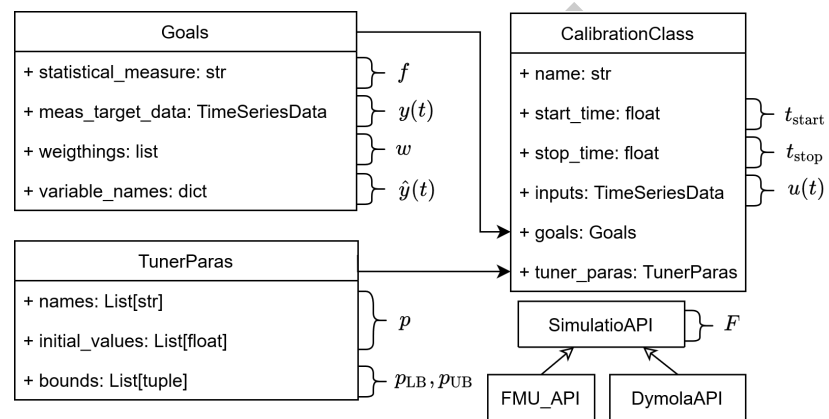 Goals
+ statistical_measure: str
f
+ meas_target_data: TimeSeriesData
y(t)
+ weigthings: list
w
+ variable_names: dict
ŷ(t)
TunerParas
+ names: List[str]
+ initial_values: List[float]
p
+ bounds: List[tuple]
p_LB, p_UB
CalibrationClass
+ name: str
+ start_time: float
t_start
+ stop_time: float
t_stop
+ inputs: TimeSeriesData
u(t)
+ goals: Goals
+ tuner_paras: TunerParas
SimulatioAPI
F
FMU_API
DymolaAPI